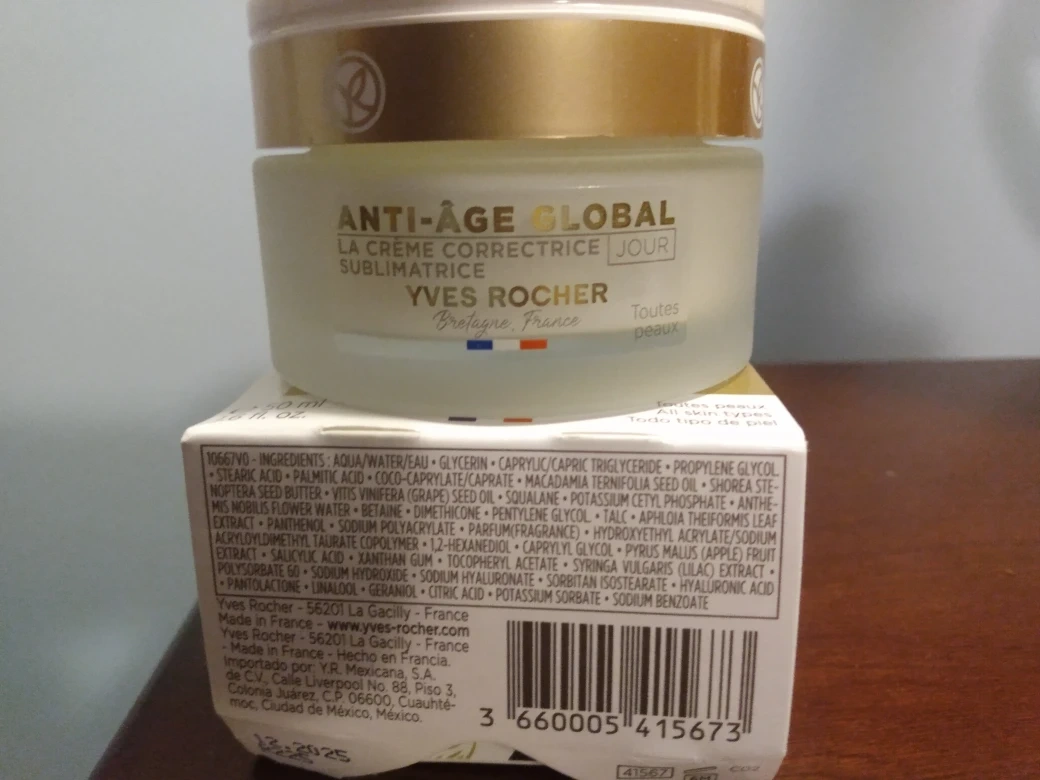 ANTI-ÂGE GLOBAL
LA CRÈME CORRECTRICE JOUR
SUBLIMATRICE
YVES ROCHER
Bretagne, France
Toutes
peaux
50 ml
fl. oz.
Toutes peaux
All skin types
Todo tipo de piel
10667V0 - INGREDIENTS : AQUA/WATER/EAU • GLYCERIN • CAPRYLIC/CAPRIC TRIGLYCERIDE • PROPYLENE GLYCOL
• STEARIC ACID • PALMITIC ACID • COCO-CAPRYLATE/CAPRATE • MACADAMIA TERNIFOLIA SEED OIL • SHOREA STE-
NOPTERA SEED BUTTER • VITIS VINIFERA (GRAPE) SEED OIL • SQUALANE • POTASSIUM CETYL PHOSPHATE • ANTHE-
MIS NOBILIS FLOWER WATER • BETAINE • DIMETHICONE • PENTYLENE GLYCOL • TALC • APHLOIA THEIFORMIS LEAF
EXTRACT • PANTHENOL • SODIUM POLYACRYLATE • PARFUM(FRAGRANCE) • HYDROXYETHYL ACRYLATE/SODIUM
ACRYLOYLDIMETHYL TAURATE COPOLYMER • 1,2-HEXANEDIOL • CAPRYLYL GLYCOL • PYRUS MALUS (APPLE) FRUIT
EXTRACT • SALICYLIC ACID • XANTHAN GUM • TOCOPHERYL ACETATE • SYRINGA VULGARIS (LILAC) EXTRACT •
POLYSORBATE 60 • SODIUM HYDROXIDE • SODIUM HYALURONATE • SORBITAN ISOSTEARATE • HYALURONIC ACID
• PANTOLACTONE • LINALOOL • GERANIOL • CITRIC ACID • POTASSIUM SORBATE • SODIUM BENZOATE
Yves Rocher - 56201 La Gacilly - France
Made in France - www.yves-rocher.com
Yves Rocher - 56201 La Gacilly - France
- Made in France - Hecho en Francia.
Importado por: Y.R. Mexicana, S.A.
de C.V., Calle Liverpool No. 88, Piso 3,
Colonia Juárez, C.P. 06600, Cuauhté-
moc, Ciudad de México, México.
3 660005 415673
12.2025
41567